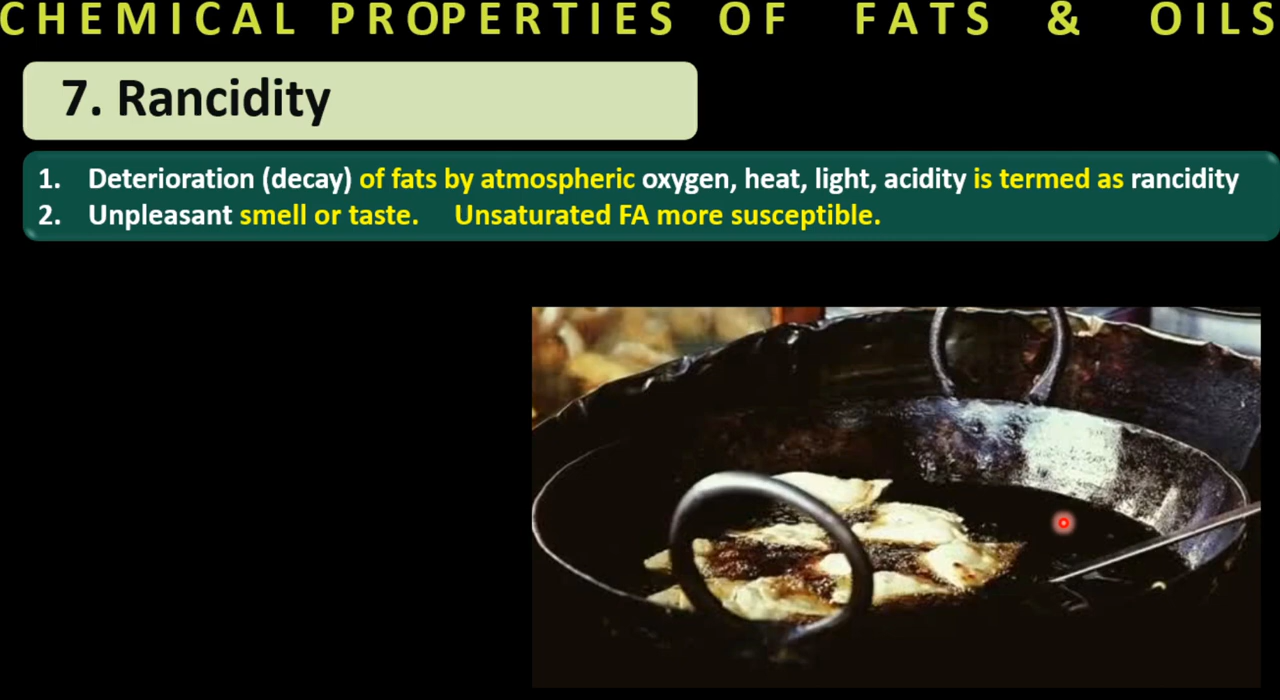 CHEMICAL PROPERTIES OF FATS & OILS
7. Rancidity
1. Deterioration (decay) of fats by atmospheric oxygen, heat, light, acidity is termed as rancidity
2. Unpleasant smell or taste. Unsaturated FA more susceptible.